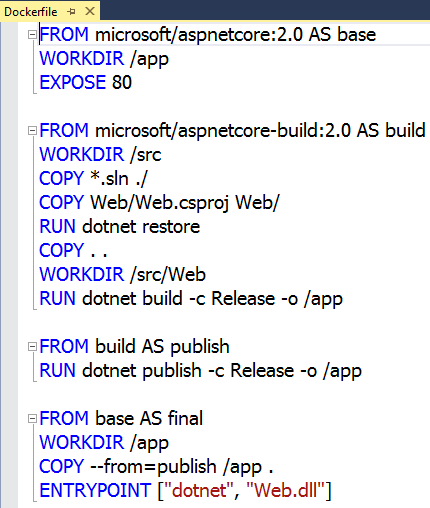 Dockerfile
FROM microsoft/aspnetcore:2.0 AS base
WORKDIR /app
EXPOSE 80
FROM microsoft/aspnetcore-build:2.0 AS build
WORKDIR /src
COPY *.sln ./
COPY Web/Web.csproj Web/
RUN dotnet restore
COPY . .
WORKDIR /src/Web
RUN dotnet build -c Release -o /app
FROM build AS publish
RUN dotnet publish -c Release -o /app
FROM base AS final
WORKDIR /app
COPY --from=publish /app .
ENTRYPOINT ["dotnet", "Web.dll"]